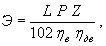 Э = L P Z / 102 η_в η_дв ,